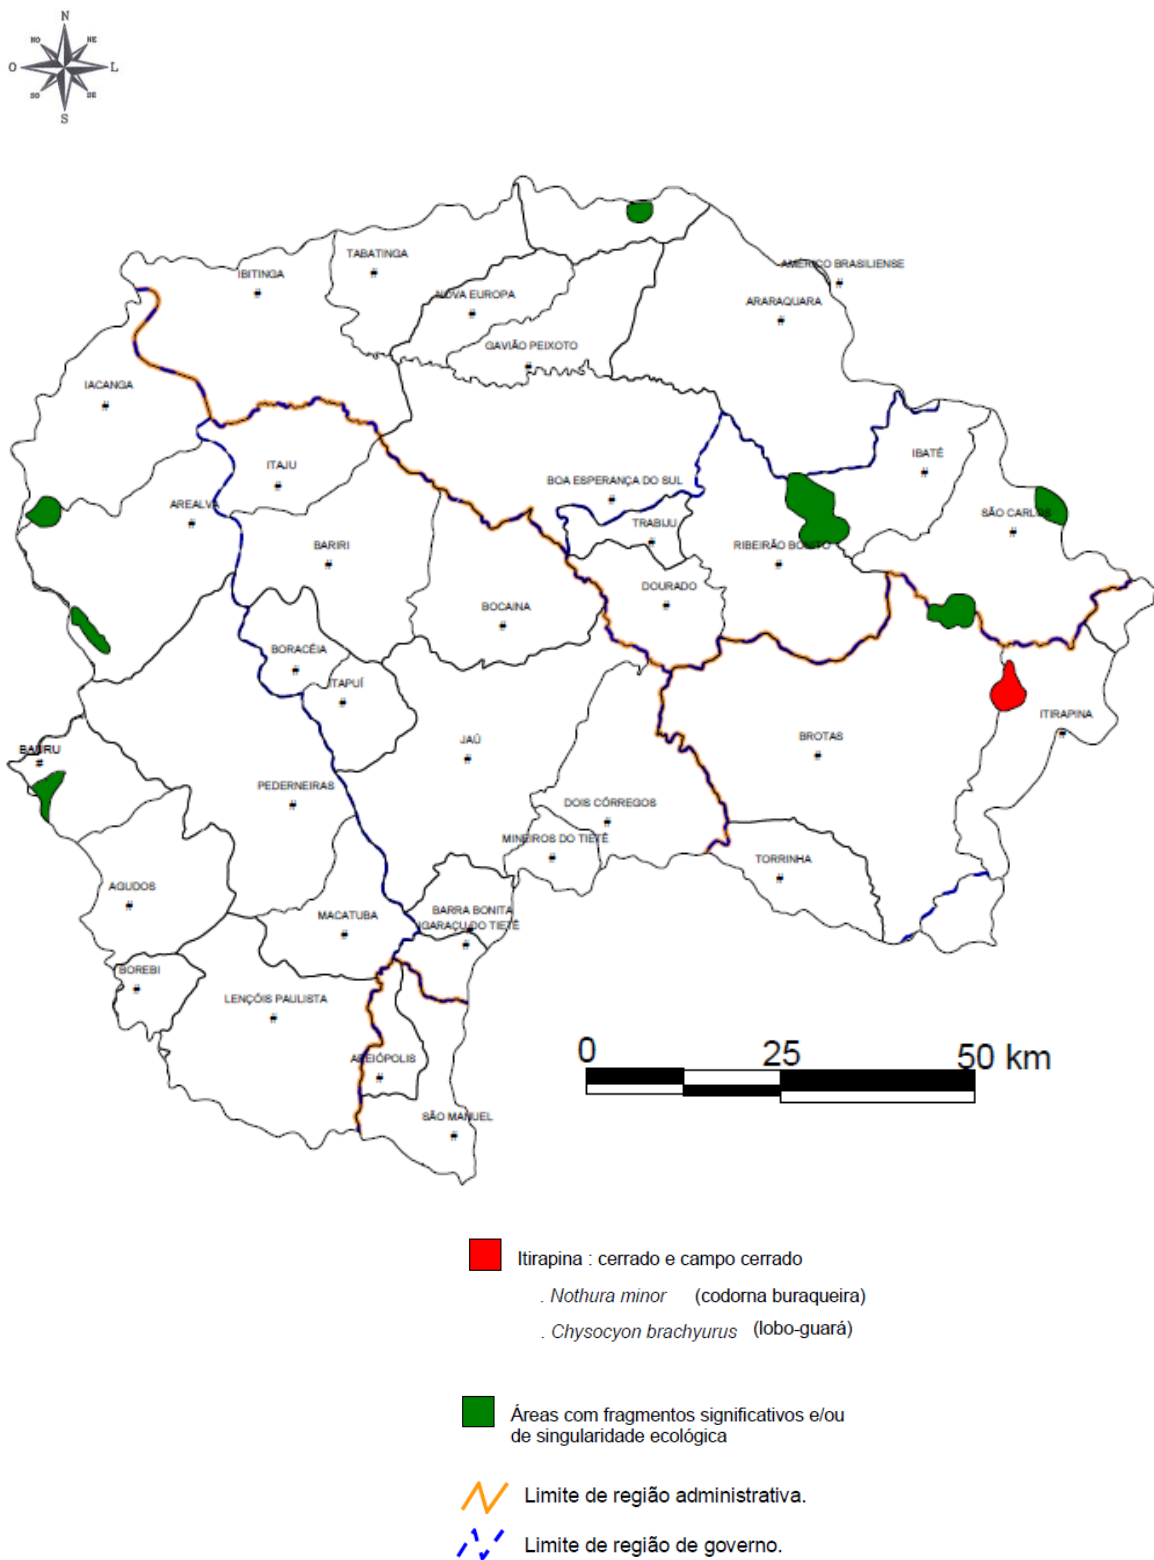 N
NO
NE
O
L
SO
SE
S
TABATINGA
IBITINGA
AMÉRICO BRASILIENSE
NOVA EUROPA
ARARAQUARA
GAVIÃO PEIXOTO
IACANGA
IBATÉ
ITAJU
BOA ESPERANÇA DO SUL
AREALVA
SÃO CARLOS
TRABIJU
BARIRI
RIBEIRÃO BONITO
DOURADO
BOCAINA
BORACÉIA
ITAPUÍ
ITIRAPINA
JAÚ
BROTAS
BAURU
PEDERNEIRAS
DOIS CÓRREGOS
MINEIROS DO TIETÊ
TORRINHA
AGUDOS
MACATUBA
BARRA BONITA
IGARAÇU DO TIETÊ
BOREBI
LENÇÓIS PAULISTA
AREIÓPOLIS
SÃO MANUEL
0 25 50 km
Itirapina : cerrado e campo cerrado
. Nothura minor (codorna buraqueira)
. Chysocyon brachyurus (lobo-guará)
Áreas com fragmentos significativos e/ou
de singularidade ecológica
Limite de região administrativa.
Limite de região de governo.